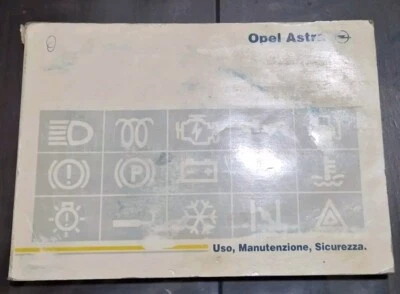 Opel Astra
P
Uso, Manutenzione, Sicurezza.